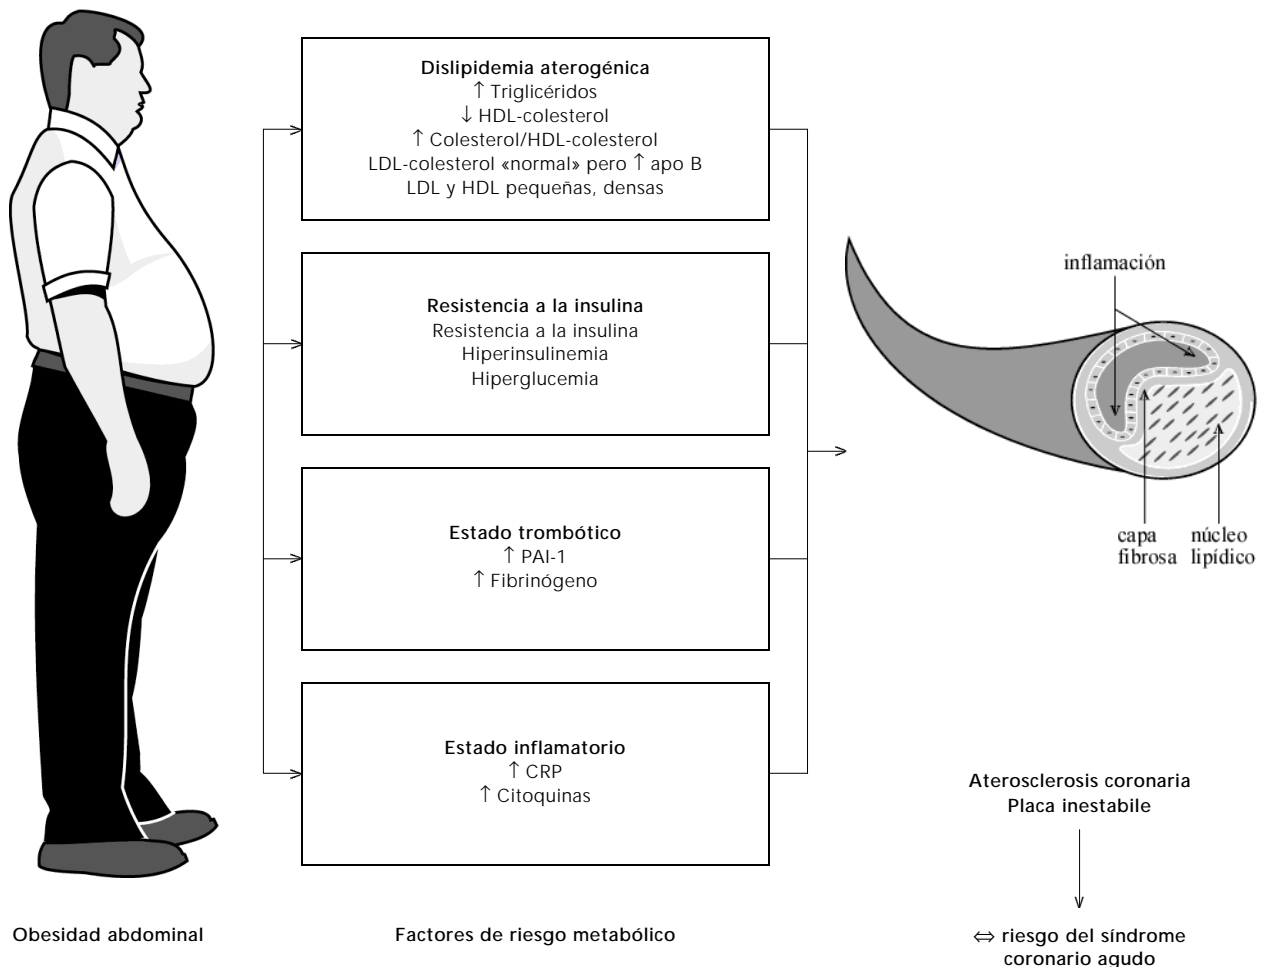 Dislipidemia aterogénica
↑ Triglicéridos
↓ HDL-colesterol
↑ Colesterol/HDL-colesterol
LDL-colesterol «normal» pero ↑ apo B
LDL y HDL pequeñas, densas
Resistencia a la insulina
Resistencia a la insulina
Hiperinsulinemia
Hiperglucemia
Estado trombótico
↑ PAI-1
↑ Fibrinógeno
Estado inflamatorio
↑ CRP
↑ Citoquinas
inflamación
capa
fibrosa
núcleo
lipídico
Aterosclerosis coronaria
Placa inestabile
Obesidad abdominal
Factores de riesgo metabólico
⇔ riesgo del síndrome
coronario agudo